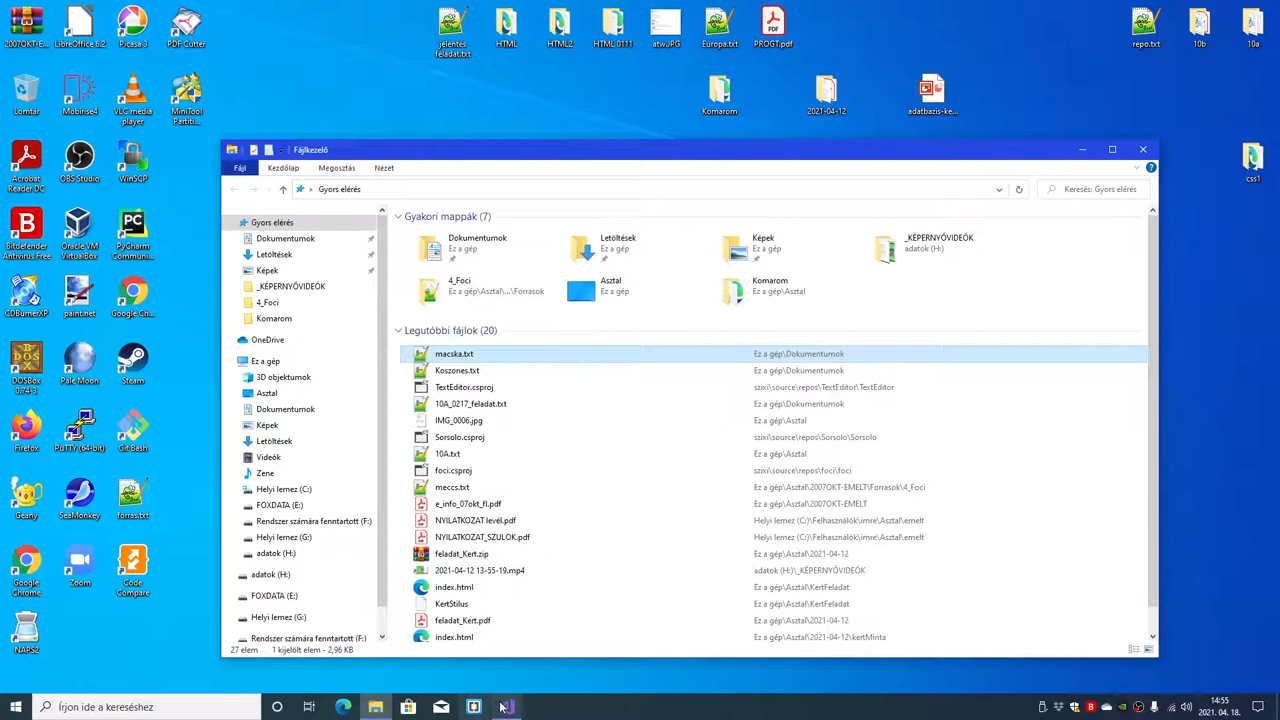 2007OKT-E...
LibreOffice 6.2
Picasa 3
PDF Cutter
jelentés feladat.txt
HTML
HTML2
HTML 0111
atwJPG
Europa.txt
PROGT.pdf
repo.txt
10b
10a
Lomtár
Mobirise4
VLC media player
MiniTool Partiti...
Komarom
2021-04-12
adatbazis-ke...
Acrobat Reader DC
OBS Studio
WinSCP
css1
Bitdefender Antivirus Free
Oracle VM VirtualBox
PyCharm Communi...
CDBurnerXP
paint.net
Google Ch...
DOSBox 0.74-3
Pale Moon
Steam
Firefox
PuTTY (64-bit)
Git Bash
Geany
SeaMonkey
forras.txt
Google Chrome
Zoom
Code Compare
NAPS2
Fájlkezelő
Fájl
Kezdőlap
Megosztás
Nézet
Gyors elérés
Keresés: Gyors elérés
Gyors elérés
Dokumentumok
Letöltések
Képek
_KÉPERNYŐVIDEÓK
4_Foci
Komarom
OneDrive
Ez a gép
3D objektumok
Asztal
Dokumentumok
Képek
Letöltések
Videók
Zene
Helyi lemez (C:)
FOXDATA (E:)
Rendszer számára fenntartott (F:)
Helyi lemez (G:)
adatok (H:)
adatok (H:)
FOXDATA (E:)
Helyi lemez (G:)
Rendszer számára fenntartott (F:)
Gyakori mappák (7)
Dokumentumok
Ez a gép
Letöltések
Ez a gép
Képek
Ez a gép
_KÉPERNYŐVIDEÓK
adatok (H:)
4_Foci
Ez a gép\Asztal\...\Forrasok
Asztal
Ez a gép
Komarom
Ez a gép\Asztal
Legutóbbi fájlok (20)
macska.txt Ez a gép\Dokumentumok
Koszones.txt Ez a gép\Dokumentumok
TextEditor.csproj szixi\source\repos\TextEditor\TextEditor
10A_0217_feladat.txt Ez a gép\Dokumentumok
IMG_0006.jpg Ez a gép\Asztal
Sorsolo.csproj szixi\source\repos\Sorsolo\Sorsolo
10A.txt Ez a gép\Asztal
foci.csproj szixi\source\repos\foci\foci
meccs.txt Ez a gép\Asztal\2007OKT-EMELT\Forrasok\4_Foci
e_info_07okt_fl.pdf Ez a gép\Asztal\2007OKT-EMELT
NYILATKOZAT levél.pdf Helyi lemez (C:)\Felhasználók\imre\Asztal\emelt
NYILATKOZAT_SZULOK.pdf Helyi lemez (C:)\Felhasználók\imre\Asztal\emelt
feladat_Kert.zip Ez a gép\Asztal\2021-04-12
2021-04-12 13-55-19.mp4 adatok (H:)\_KÉPERNYŐVIDEÓK
index.html Ez a gép\Asztal\KertFeladat
KertStilus Ez a gép\Asztal\KertFeladat
feladat_Kert.pdf Ez a gép\Asztal\2021-04-12
index.html Ez a gép\Asztal\2021-04-12\kertMinta
27 elem
1 kijelölt elem - 2,96 KB
Írjon ide a kereséshez
14:55
2021. 04. 18.